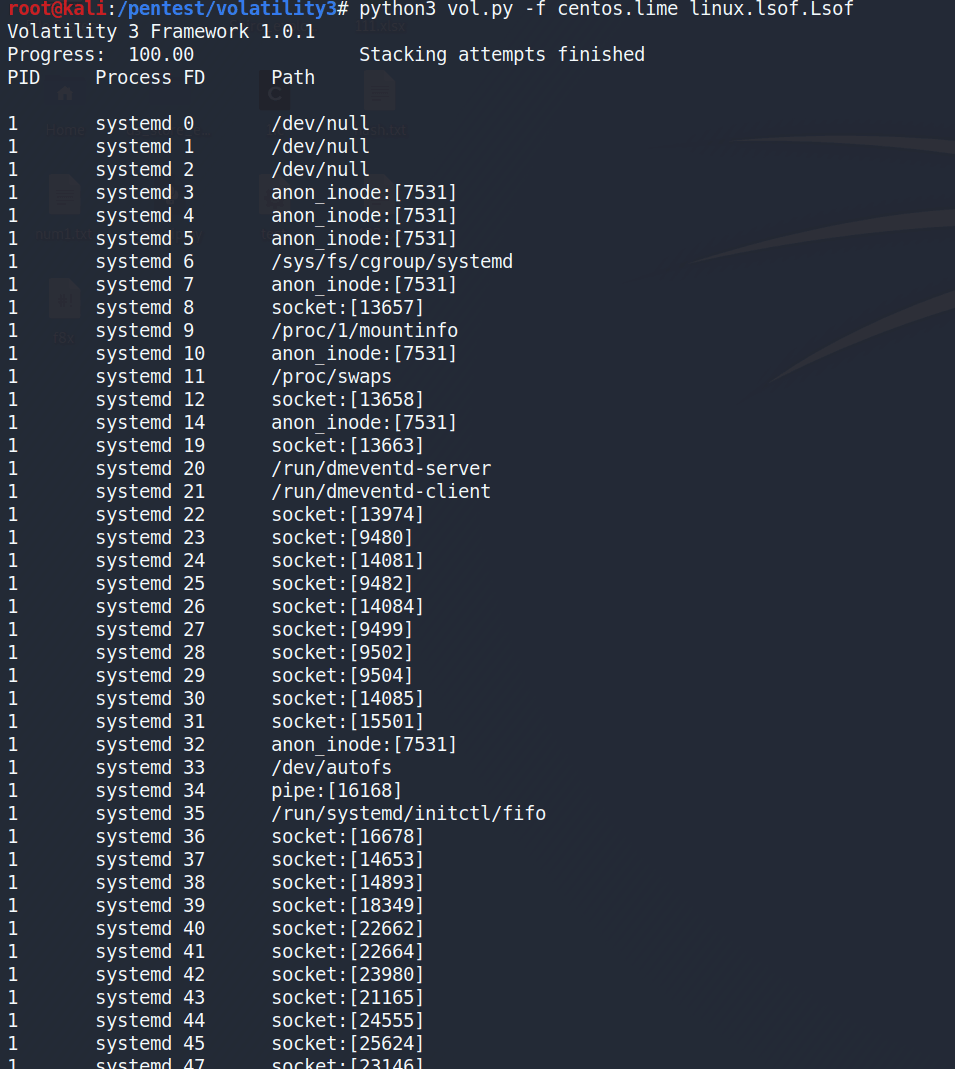 root@kali:/pentest/volatility3# python3 vol.py -f centos.lime linux.lsof.Lsof
Volatility 3 Framework 1.0.1
Progress:  100.00               Stacking attempts finished
PID     Process FD      Path
1       systemd 0       /dev/null
1       systemd 1       /dev/null
1       systemd 2       /dev/null
1       systemd 3       anon_inode:[7531]
1       systemd 4       anon_inode:[7531]
1       systemd 5       anon_inode:[7531]
1       systemd 6       /sys/fs/cgroup/systemd
1       systemd 7       anon_inode:[7531]
1       systemd 8       socket:[13657]
1       systemd 9       /proc/1/mountinfo
1       systemd 10      anon_inode:[7531]
1       systemd 11      /proc/swaps
1       systemd 12      socket:[13658]
1       systemd 14      anon_inode:[7531]
1       systemd 19      socket:[13663]
1       systemd 20      /run/dmeventd-server
1       systemd 21      /run/dmeventd-client
1       systemd 22      socket:[13974]
1       systemd 23      socket:[9480]
1       systemd 24      socket:[14081]
1       systemd 25      socket:[9482]
1       systemd 26      socket:[14084]
1       systemd 27      socket:[9499]
1       systemd 28      socket:[9502]
1       systemd 29      socket:[9504]
1       systemd 30      socket:[14085]
1       systemd 31      socket:[15501]
1       systemd 32      anon_inode:[7531]
1       systemd 33      /dev/autofs
1       systemd 34      pipe:[16168]
1       systemd 35      /run/systemd/initctl/fifo
1       systemd 36      socket:[16678]
1       systemd 37      socket:[14653]
1       systemd 38      socket:[14893]
1       systemd 39      socket:[18349]
1       systemd 40      socket:[22662]
1       systemd 41      socket:[22664]
1       systemd 42      socket:[23980]
1       systemd 43      socket:[21165]
1       systemd 44      socket:[24555]
1       systemd 45      socket:[25624]
1       systemd 47      socket:[23146]